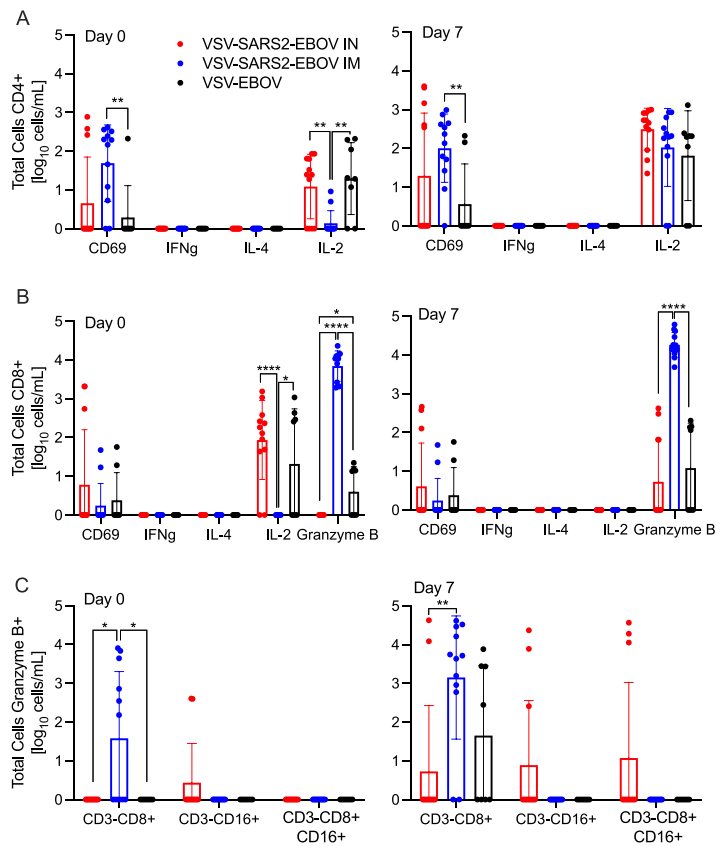 A
Day 0
VSV-SARS2-EBOV IN
VSV-SARS2-EBOV IM
VSV-EBOV
Total Cells CD4+
[log10 cells/mL]
5
4
3
2
1
0
**
**
**
CD69
IFNg
IL-4
IL-2
Day 7
5
4
3
2
1
0
**
CD69
IFNg
IL-4
IL-2
B
Day 0
Total Cells CD8+
[log10 cells/mL]
5
4
3
2
1
0
****
*
*
****
CD69
IFNg
IL-4
IL-2
Granzyme B
Day 7
5
4
3
2
1
0
****
CD69
IFNg
IL-4
IL-2
Granzyme B
C
Day 0
Total Cells Granzyme B+
[log10 cells/mL]
5
4
3
2
1
0
*
*
CD3-CD8+
CD3-CD16+
CD3-CD8+
CD16+
Day 7
5
4
3
2
1
0
**
CD3-CD8+
CD3-CD16+
CD3-CD8+
CD16+